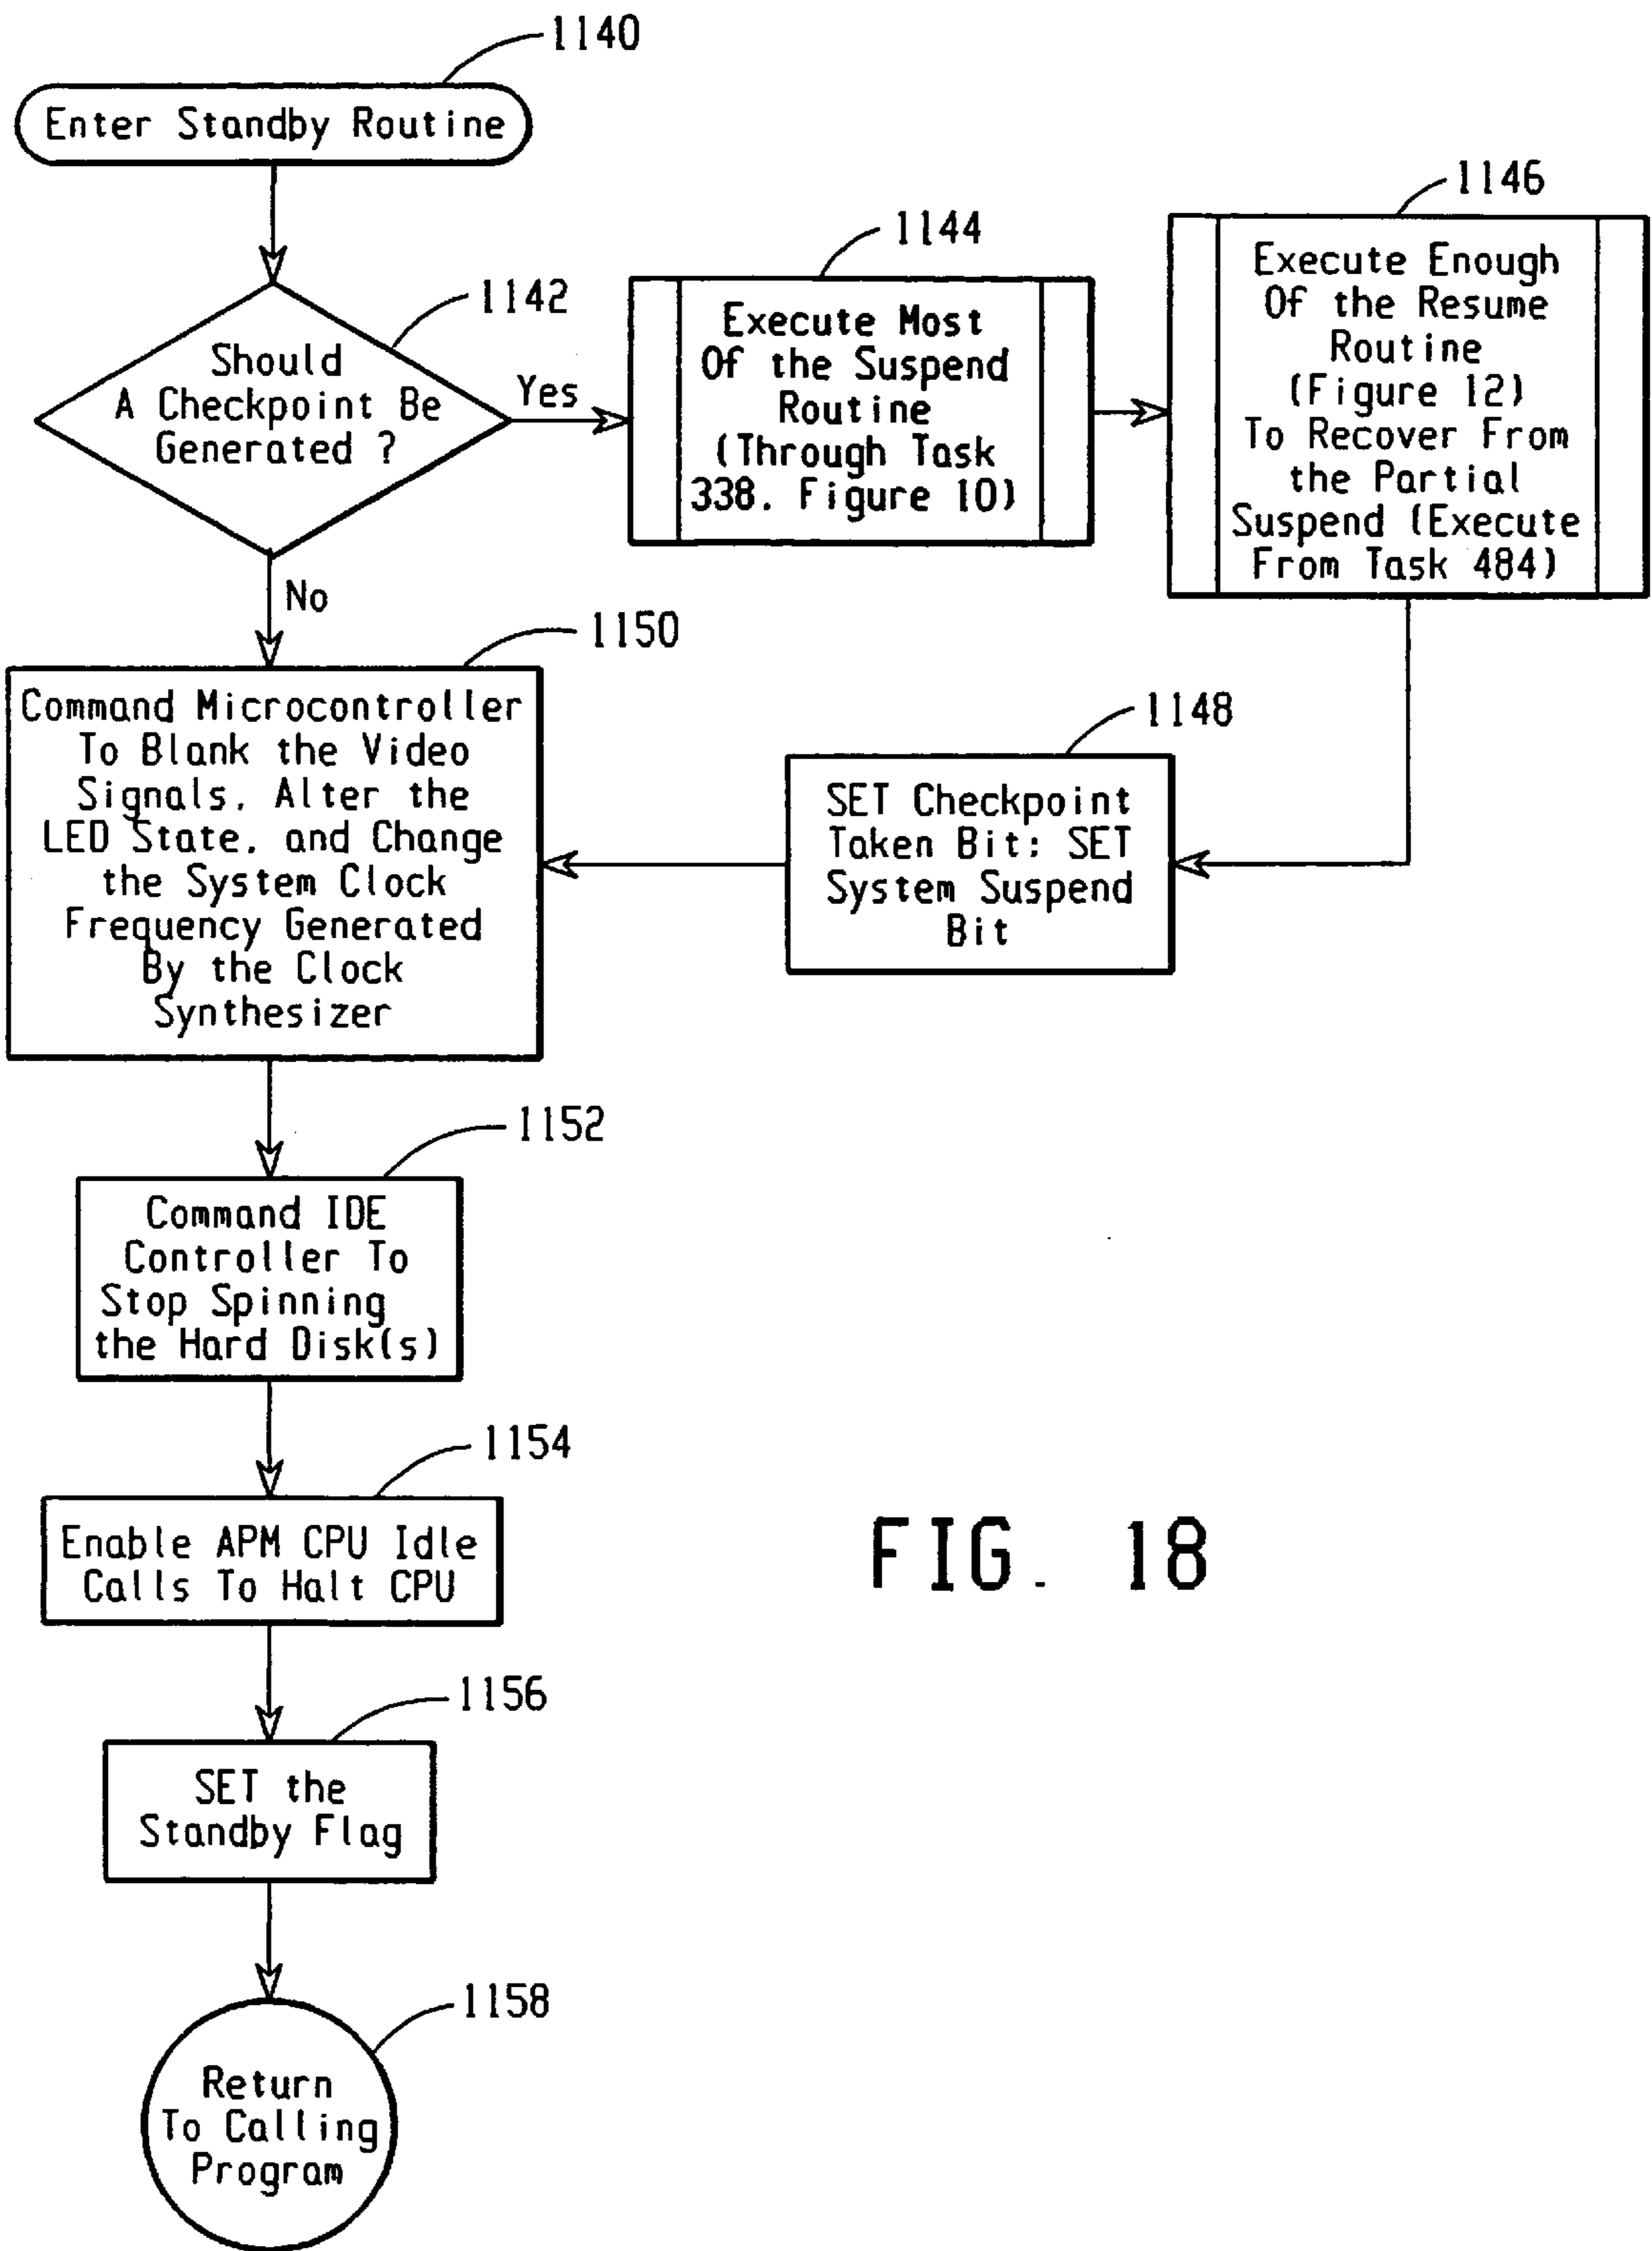 1140
Enter Standby Routine
1142
Should
A Checkpoint Be
Generated ?
Yes
No
1144
Execute Most
Of the Suspend
Routine
(Through Task
338. Figure 10)
1146
Execute Enough
Of the Resume
Routine
(Figure 12)
To Recover From
the Partial
Suspend (Execute
From Task 484)
1148
SET Checkpoint
Taken Bit; SET
System Suspend
Bit
1150
Command Microcontroller
To Blank the Video
Signals, Alter the
LED State, and Change
the System Clock
Frequency Generated
By the Clock
Synthesizer
1152
Command IDE
Controller To
Stop Spinning
the Hard Disk(s)
1154
Enable APM CPU Idle
Calls To Halt CPU
1156
SET the
Standby Flag
1158
Return
To Calling
Program
FIG. 18